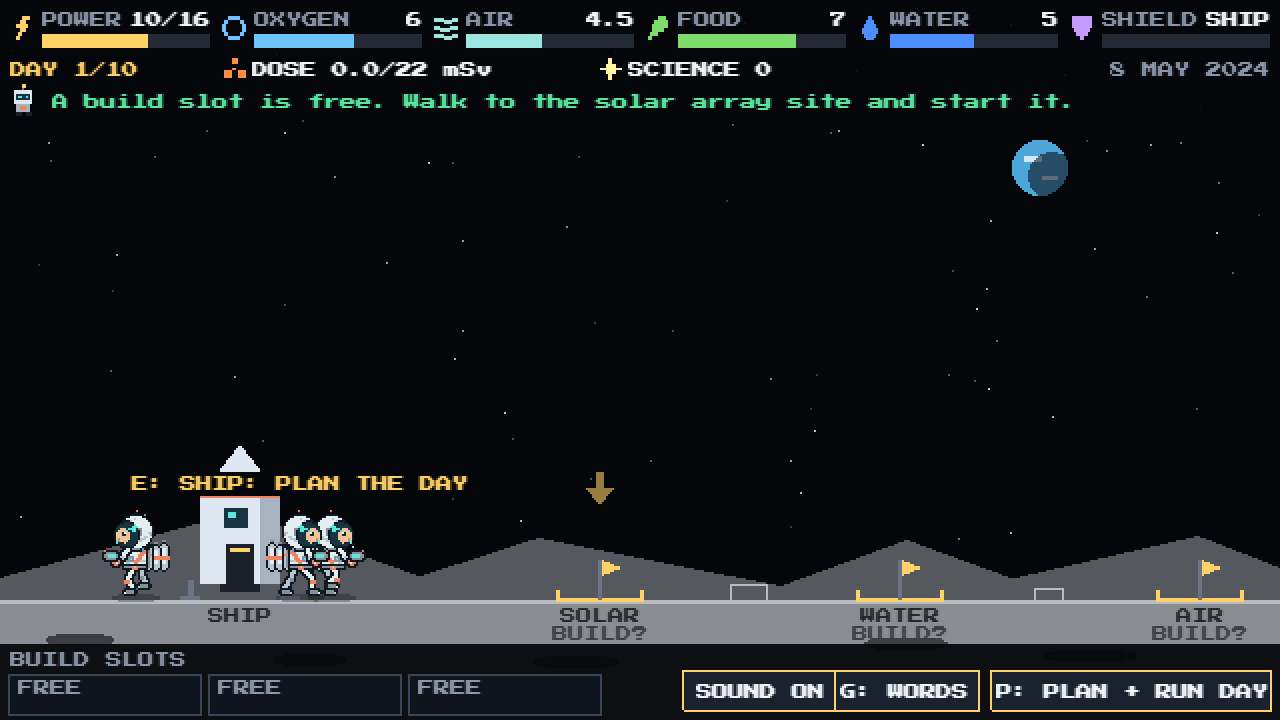 POWER 10/16 OXYGEN 6 AIR 4.5 FOOD 7 WATER 5 SHIELD SHIP
DAY 1/10 DOSE 0.0/22 mSv SCIENCE 0 8 MAY 2024
A build slot is free. Walk to the solar array site and start it.
E: SHIP: PLAN THE DAY
SHIP SOLAR WATER AIR
BUILD? BUILD? BUILD?
BUILD SLOTS
FREE FREE FREE SOUND ON G: WORDS P: PLAN + RUN DAY